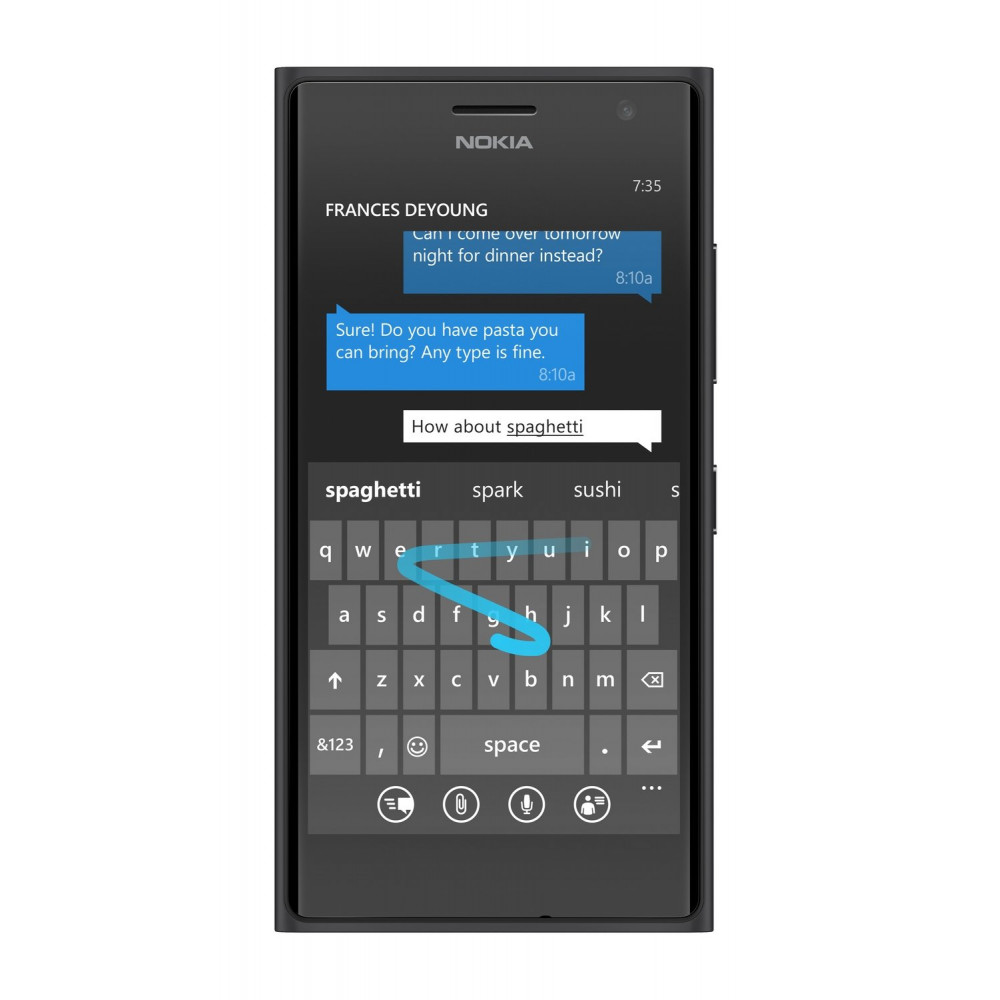 NOKIA
7:35
FRANCES DEYOUNG
Can I come over tomorrow
night for dinner instead?
8:10a
Sure! Do you have pasta you
can bring? Any type is fine.
8:10a
How about spaghetti
spaghetti spark sushi s
q w e r t y u i o p
a s d f g h j k l
z x c v b n m
&123 , space .